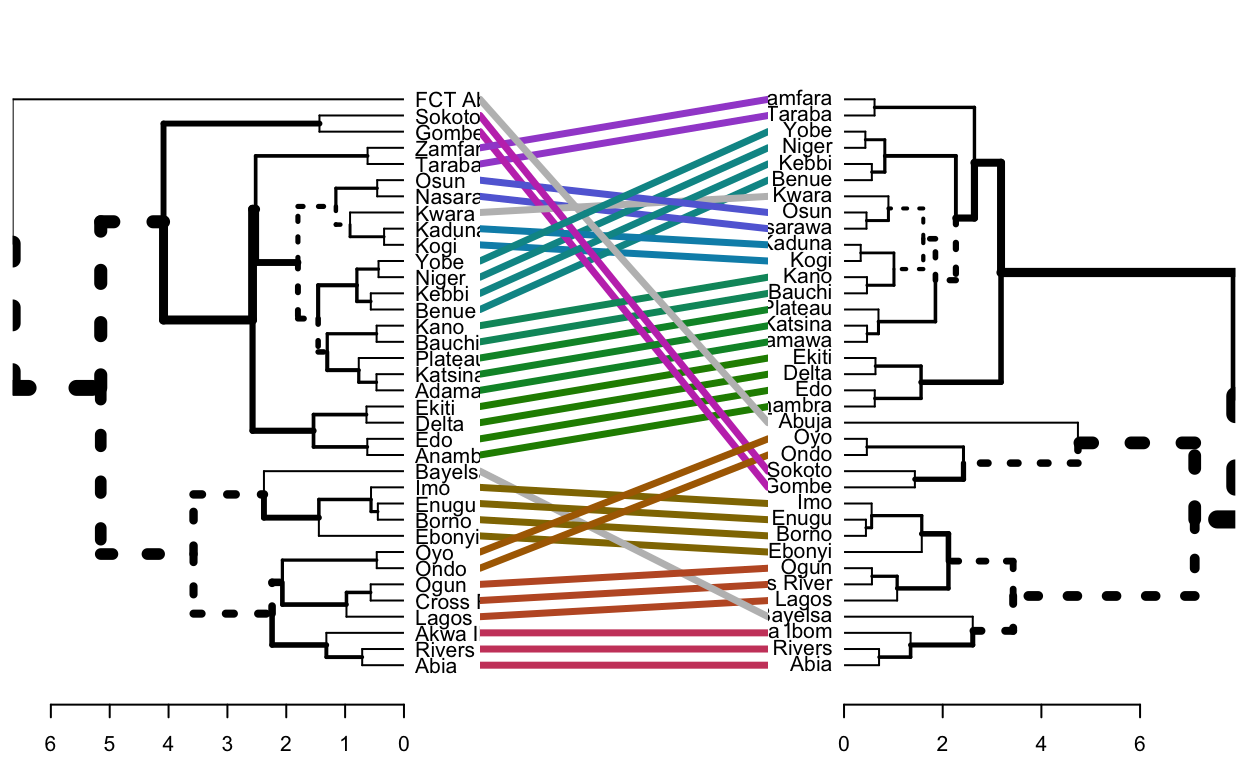 FCT Ab
Sokoto
Gombe
Zamfar
Taraba
Osun
Nasara
Kwara
Kaduna
Kogi
Yobe
Niger
Kebbi
Benue
Kano
Bauchi
Plateau
Katsina
Adama
Ekiti
Delta
Edo
Anamb
Bayels
Imo
Enugu
Borno
Ebonyi
Oyo
Ondo
Ogun
Cross
Lagos
Akwa I
Rivers
Abia
6 5 4 3 2 1 0
amfara
Taraba
Yobe
Niger
Kebbi
Benue
Kwara
Osun
sarawa
Kaduna
Kogi
Kano
Bauchi
Plateau
Katsina
amawa
Ekiti
Delta
Edo
ambra
Abuja
Oyo
Ondo
Sokoto
Gombe
Imo
Enugu
Borno
Ebonyi
Ogun
s River
Lagos
ayelsa
a Ibom
Rivers
Abia
0 2 4 6